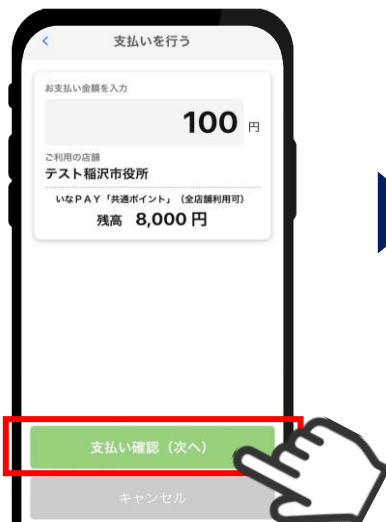 支払いを行う
お支払い金額を入力
100 円
ご利用の店舗
テスト稲沢市役所
いなPAY「共通ポイント」（全店舗利用可）
残高 8,000 円
支払い確認（次へ）
キャンセル